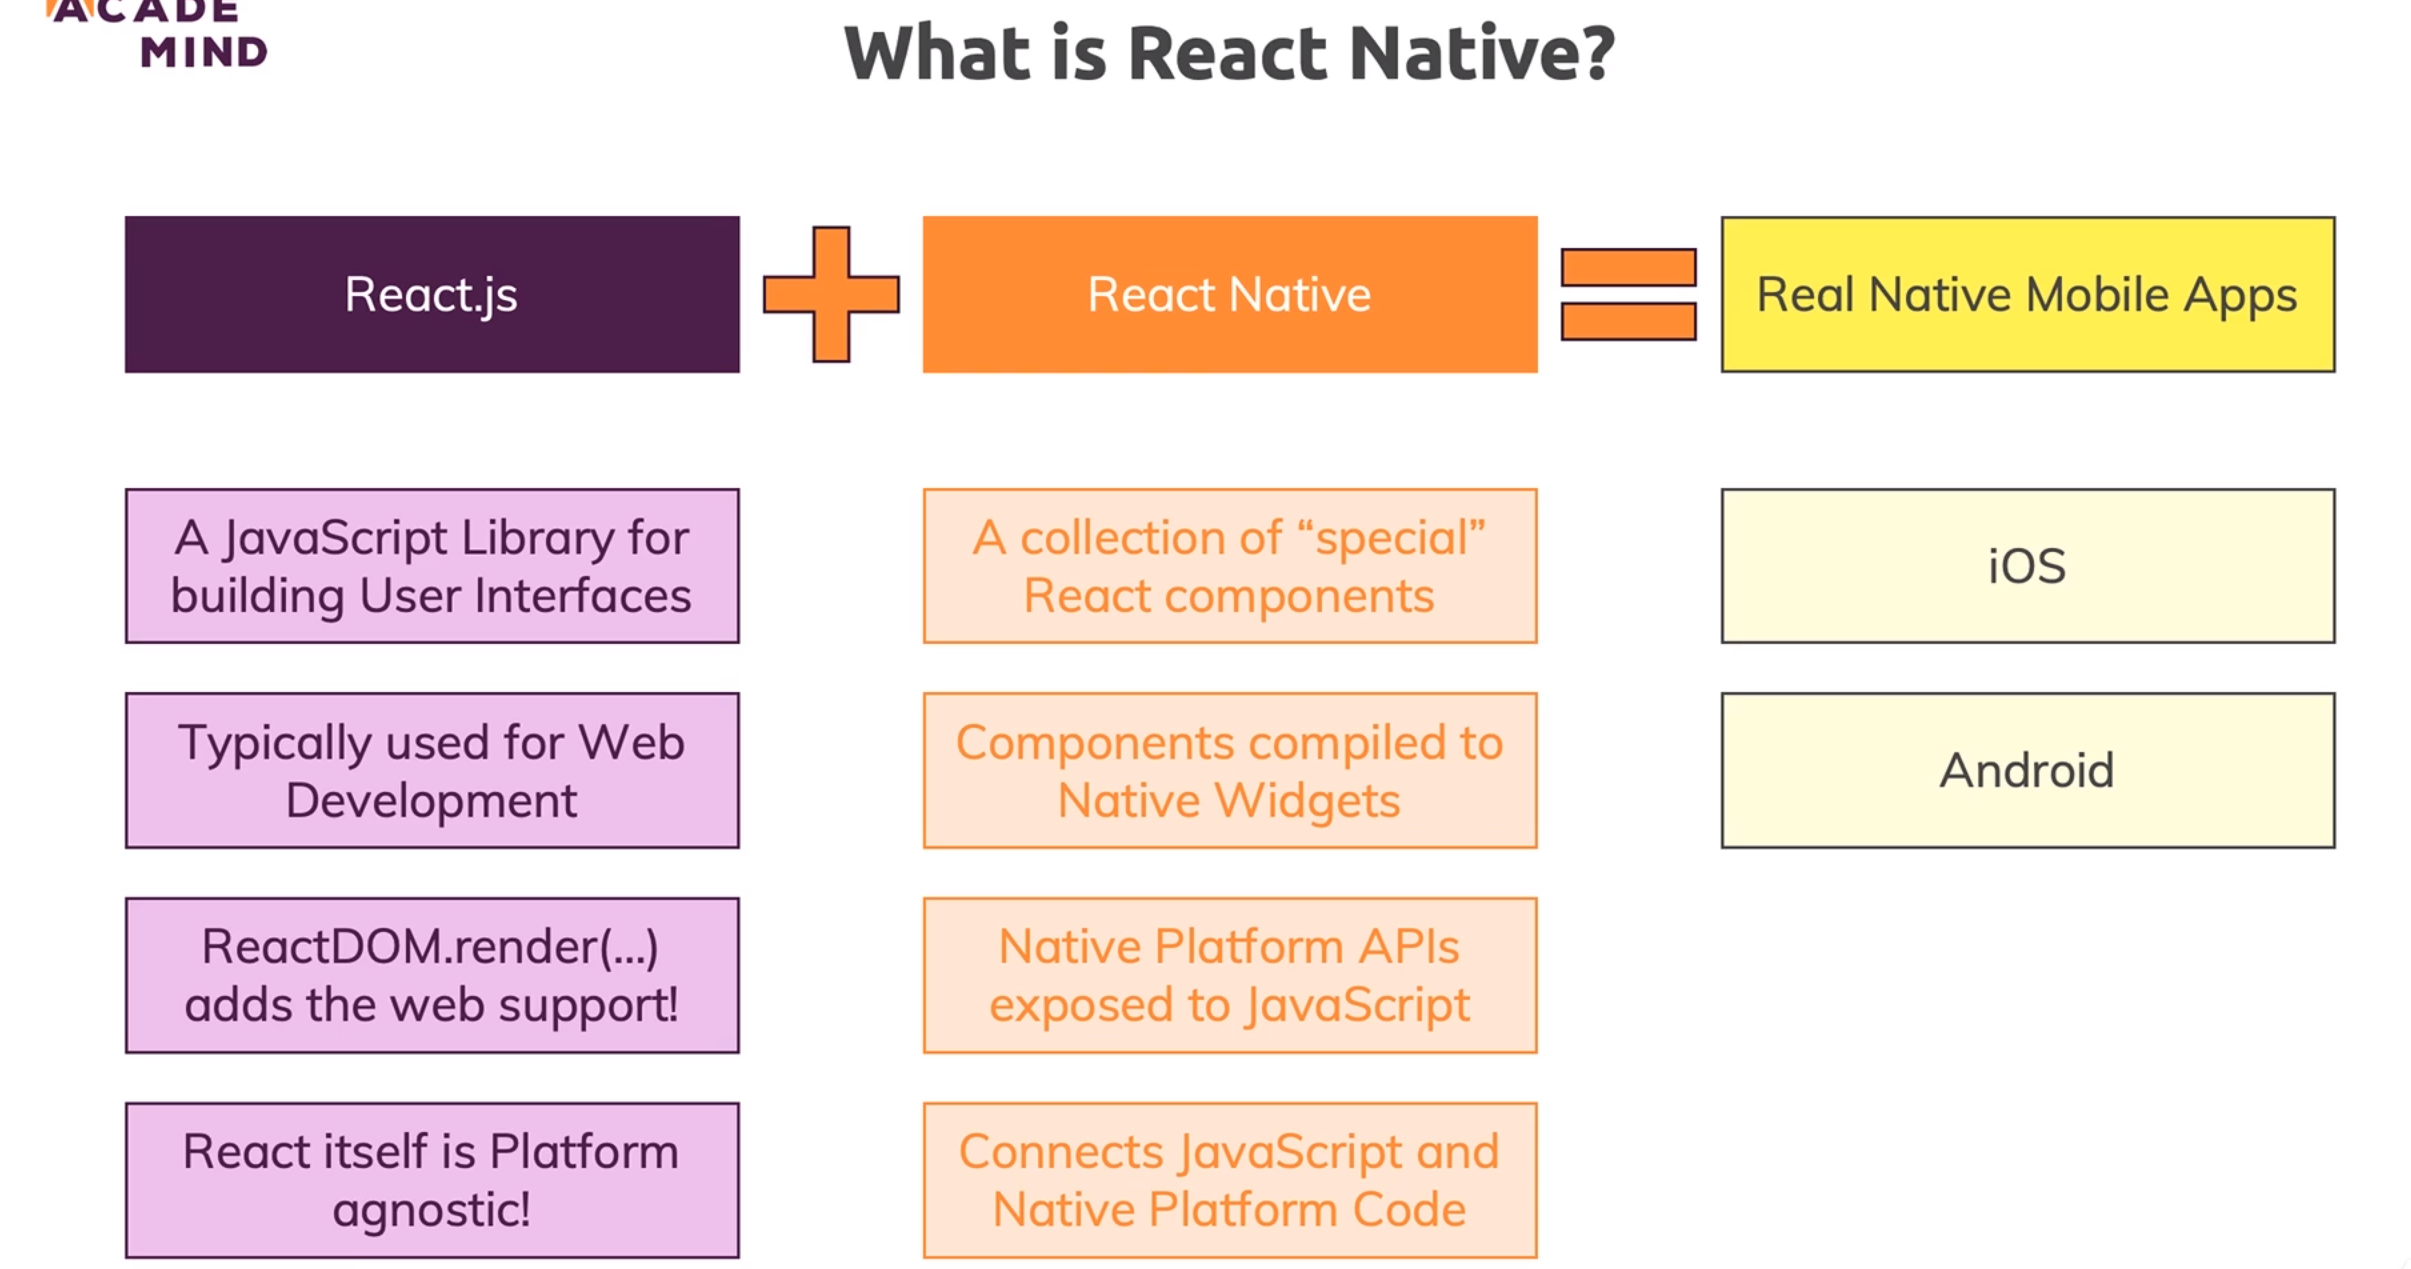 ACADE
MIND
What is React Native?
React.js
React Native
Real Native Mobile Apps
A JavaScript Library for
building User Interfaces
Typically used for Web
Development
ReactDOM.render(...)
adds the web support!
React itself is Platform
agnostic!
A collection of “special”
React components
Components compiled to
Native Widgets
Native Platform APIs
exposed to JavaScript
Connects JavaScript and
Native Platform Code
iOS
Android